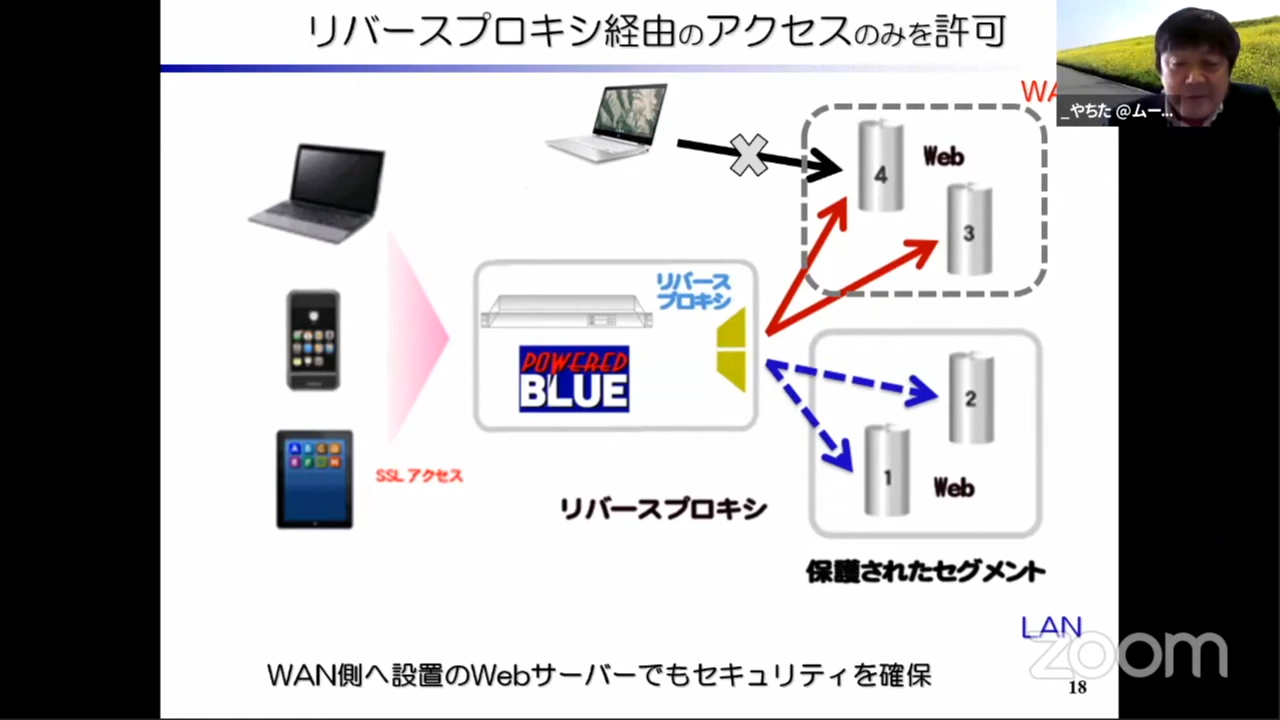 リバースプロキシ経由のアクセスのみを許可
WA
_やちた @ムー...
4
Web
3
リバース
プロキシ
POWERED
BLUE
2
1
Web
SSL アクセス
リバースプロキシ
保護されたセグメント
LAN
zoom
WAN側へ設置のWebサーバーでもセキュリティを確保
18